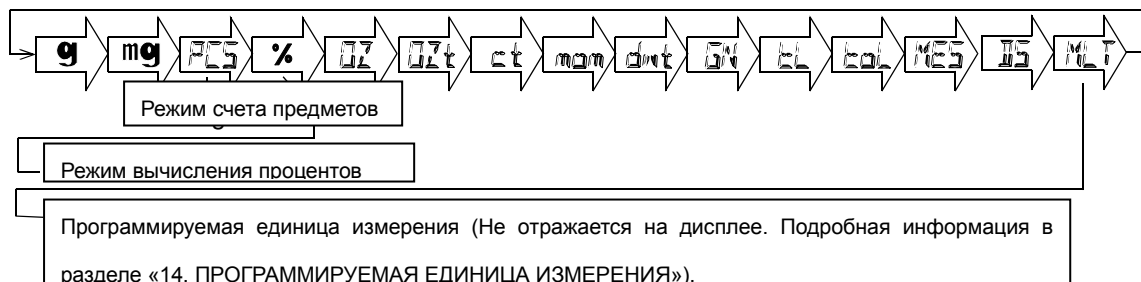 g mg PCS % OZ OZt ct mom dwt GN tL toL MES DS MLT
Режим счета предметов
Режим вычисления процентов
Программируемая единица измерения (Не отражается на дисплее. Подробная информация в
разделе «14. ПРОГРАММИРУЕМАЯ ЕДИНИЦА ИЗМЕРЕНИЯ»).